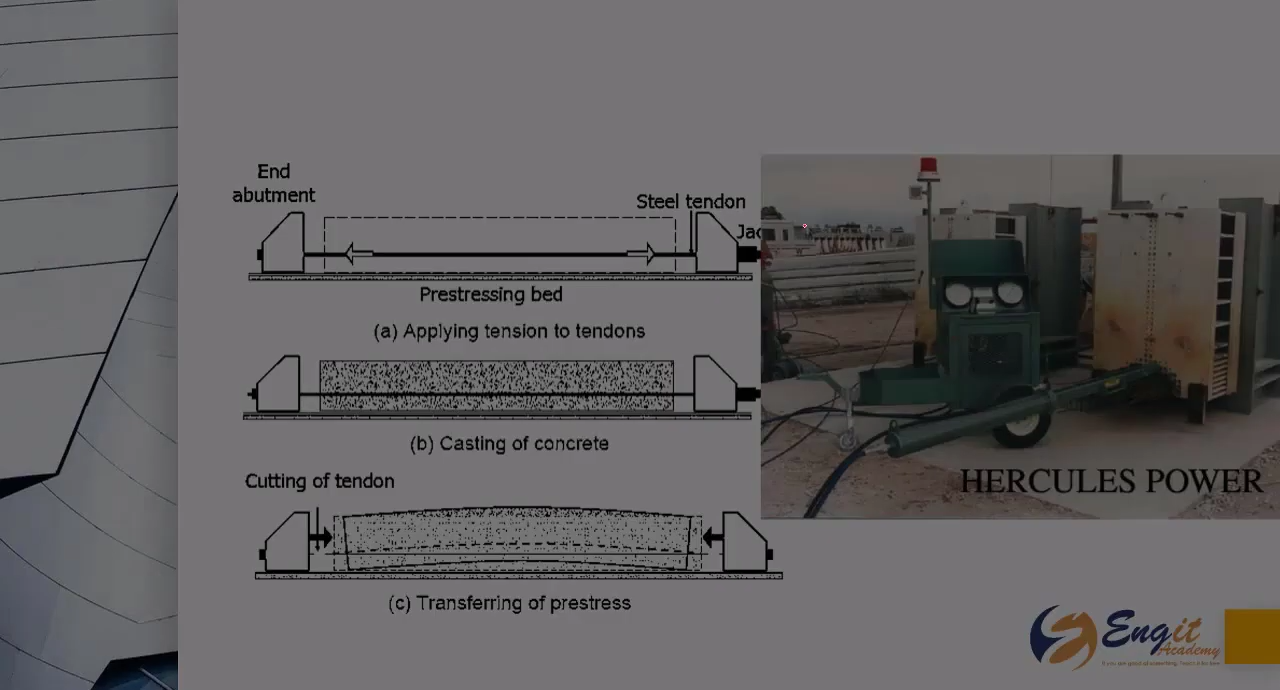 End
abutment
Steel tendon
Jac
Prestressing bed
(a) Applying tension to tendons
(b) Casting of concrete
Cutting of tendon
(c) Transferring of prestress
HERCULES POWER
Engit
Academy